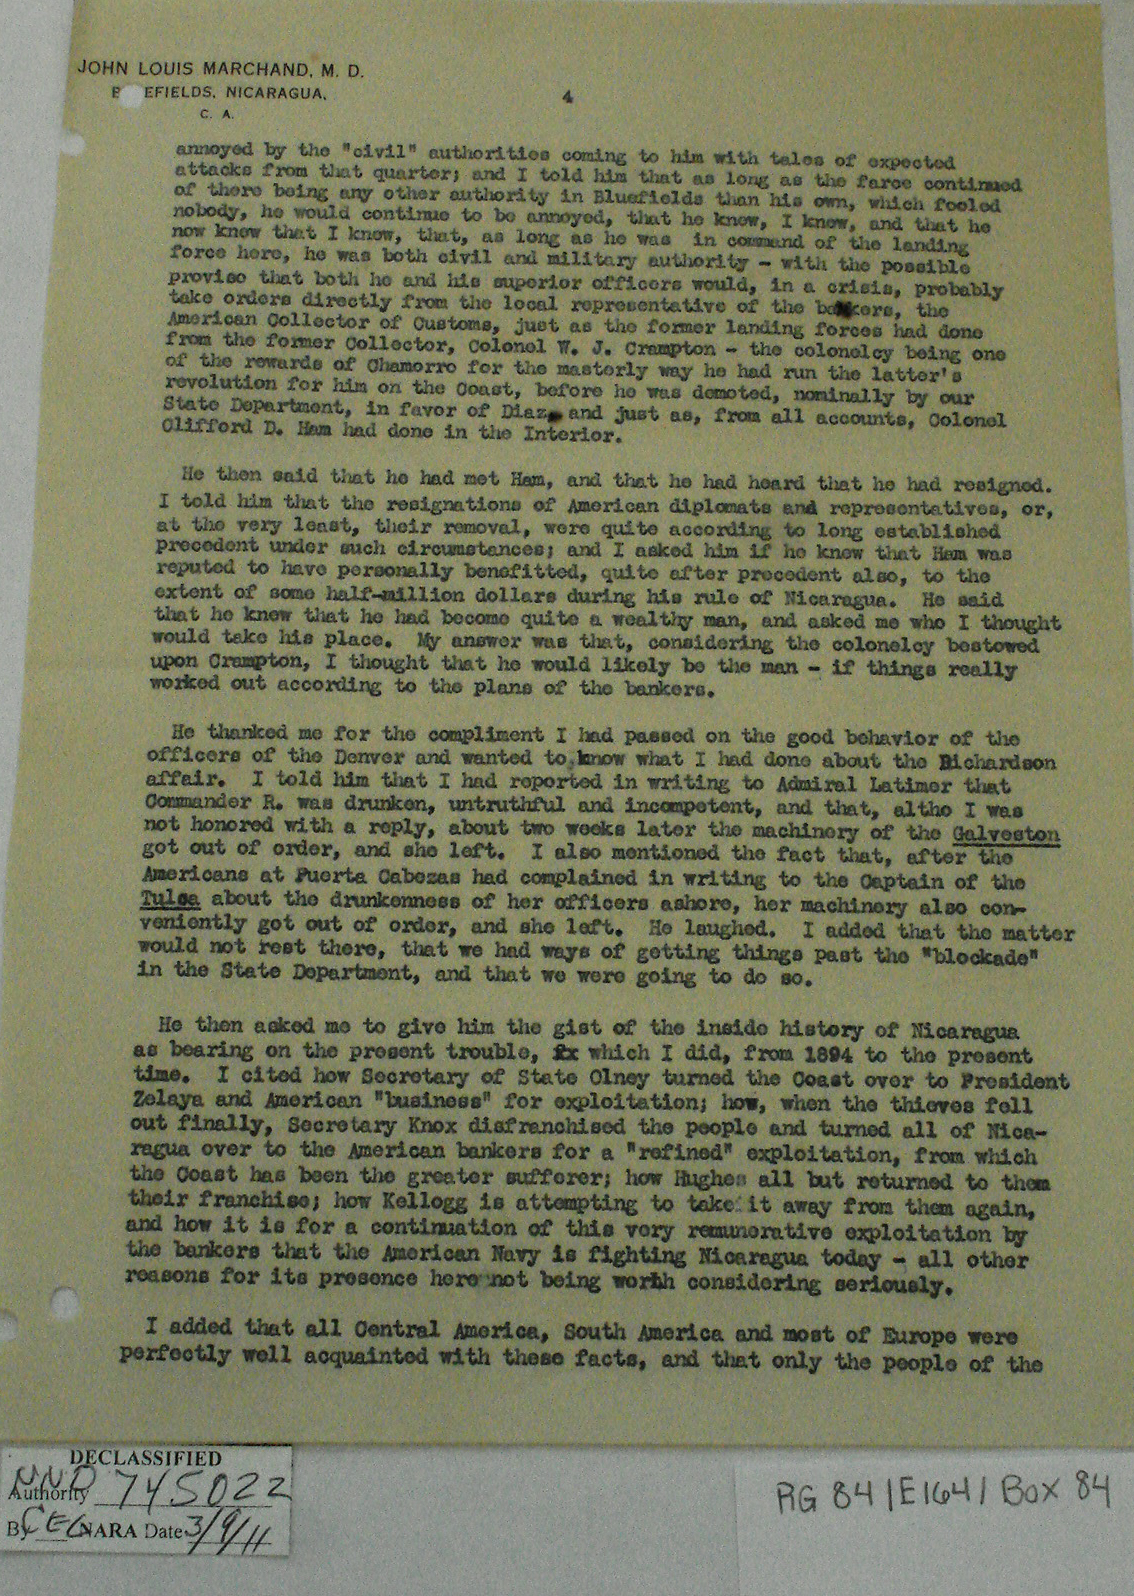 JOHN LOUIS MARCHAND, M. D.
B EFIELDS, NICARAGUA,
C. A.
4
annoyed by the "civil" authorities coming to him with tales of expected
attacks from that quarter; and I told him that as long as the farce continued
of there being any other authority in Bluefields than his own, which fooled
nobody, he would continue to be annoyed, that he knew, I knew, and that he
now knew that I know, that, as long as he was in command of the landing
force here, he was both civil and military authority - with the possible
proviso that both he and his superior officers would, in a crisis, probably
take orders directly from the local representative of the bankers, the
American Collector of Customs, just as the former landing forces had done
from the former Collector, Colonel W. J. Crampton - the colonelcy being one
of the rewards of Chamorro for the masterly way he had run the latter's
revolution for him on the Coast, before he was demoted, nominally by our
State Department, in favor of Diaz, and just as, from all accounts, Colonel
Clifford D. Ham had done in the Interior.
He then said that he had met Ham, and that he had heard that he had resigned.
I told him that the resignations of American diplomats and representatives, or,
at the very least, their removal, were quite according to long established
precedent under such circumstances; and I asked him if he knew that Ham was
reputed to have personally benefitted, quite after precedent also, to the
extent of some half-million dollars during his rule of Nicaragua. He said
that he knew that he had become quite a wealthy man, and asked me who I thought
would take his place. My answer was that, considering the colonelcy bestowed
upon Crampton, I thought that he would likely be the man - if things really
worked out according to the plans of the bankers.
He thanked me for the compliment I had passed on the good behavior of the
officers of the Denver and wanted to know what I had done about the Richardson
affair. I told him that I had reported in writing to Admiral Latimer that
Commander R. was drunken, untruthful and incompetent, and that, altho I was
not honored with a reply, about two weeks later the machinery of the Galveston
got out of order, and she left. I also mentioned the fact that, after the
Americans at Puerta Cabezas had complained in writing to the Captain of the
Tulsa about the drunkenness of her officers ashore, her machinery also con-
veniently got out of order, and she left. He laughed. I added that the matter
would not rest there, that we had ways of getting things past the "blockade"
in the State Department, and that we were going to do so.
He then asked me to give him the gist of the inside history of Nicaragua
as bearing on the present trouble, fx which I did, from 1894 to the present
time. I cited how Secretary of State Olney turned the Coast over to President
Zelaya and American "business" for exploitation; how, when the thieves fell
out finally, Secretary Knox disfranchised the people and turned all of Nica-
ragua over to the American bankers for a "refined" exploitation, from which
the Coast has been the greater sufferer; how Hughes all but returned to them
their franchise; how Kellogg is attempting to take it away from them again,
and how it is for a continuation of this very remunerative exploitation by
the bankers that the American Navy is fighting Nicaragua today - all other
reasons for its presence here not being worth considering seriously.
I added that all Central America, South America and most of Europe were
perfectly well acquainted with these facts, and that only the people of the
DECLASSIFIED
Authority NND 745022
By CEC NARA Date 3/9/11
RG 84 | E1641 Box 84